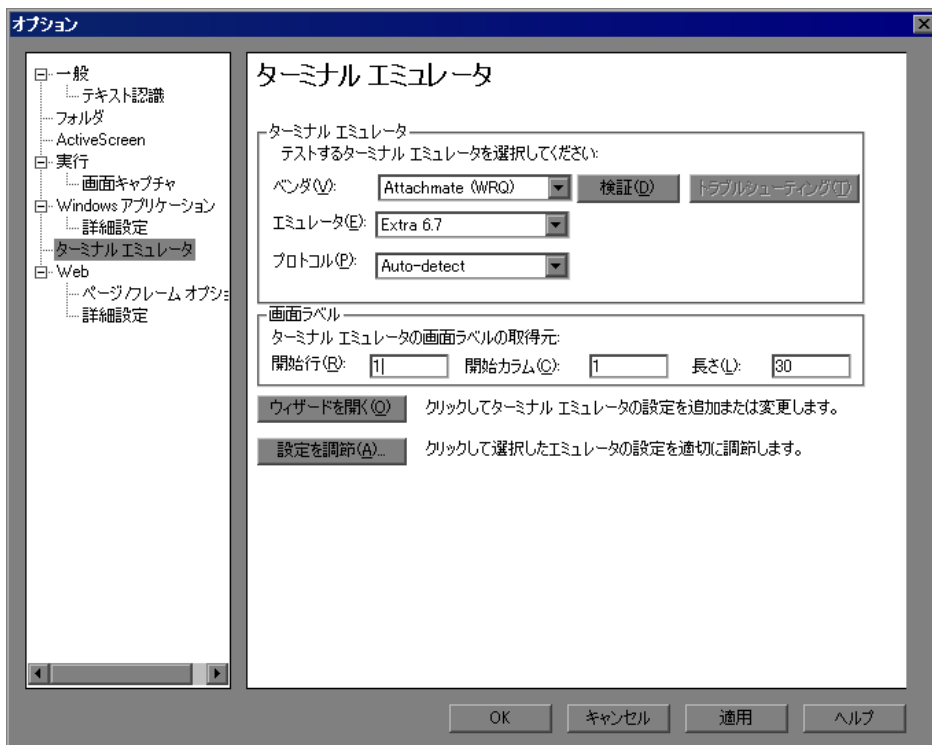 オプション
一般
テキスト認識
フォルダ
ActiveScreen
実行
画面キャプチャ
Windows アプリケーション
詳細設定
ターミナル エミュレータ
Web
ページ/フレーム オプショ
詳細設定
ターミナル エミュレータ
ターミナル エミュレータ
テストするターミナル エミュレータを選択してください:
ベンダ(V): Attachmate (WRQ) 検証(D) トラブルシューティング(T)
エミュレータ(E): Extra 6.7
プロトコル(P): Auto-detect
画面ラベル
ターミナル エミュレータの画面ラベルの取得元:
開始行(R): 1 開始カラム(C): 1 長さ(L): 30
ウィザードを開く(O) クリックしてターミナル エミュレータの設定を追加または変更します。
設定を調節(A)... クリックして選択したエミュレータの設定を適切に調節します。
OK キャンセル 適用 ヘルプ